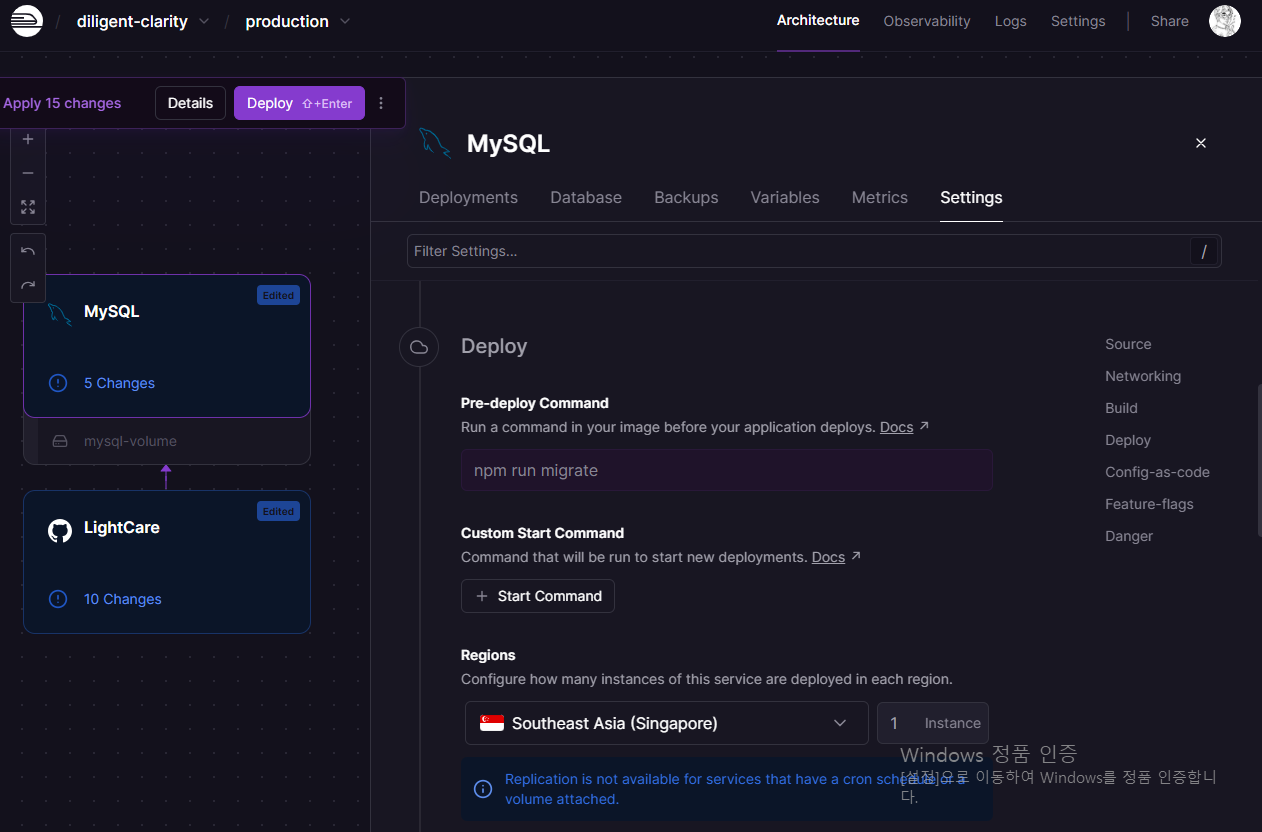 / diligent-clarity / production
Architecture Observability Logs Settings Share
Apply 15 changes Details Deploy ⇧+Enter
MySQL
Deployments Database Backups Variables Metrics Settings
Filter Settings... /
Edited
MySQL
5 Changes
mysql-volume
Edited
LightCare
10 Changes
Deploy
Pre-deploy Command
Run a command in your image before your application deploys. Docs ↗
npm run migrate
Custom Start Command
Command that will be run to start new deployments. Docs ↗
+ Start Command
Regions
Configure how many instances of this service are deployed in each region.
Southeast Asia (Singapore) 1 Instance
Replication is not available for services that have a cron schedule or a
volume attached.
Source
Networking
Build
Deploy
Config-as-code
Feature-flags
Danger
Windows 정품 인증
[설정]으로 이동하여 Windows를 정품 인증합니
다.